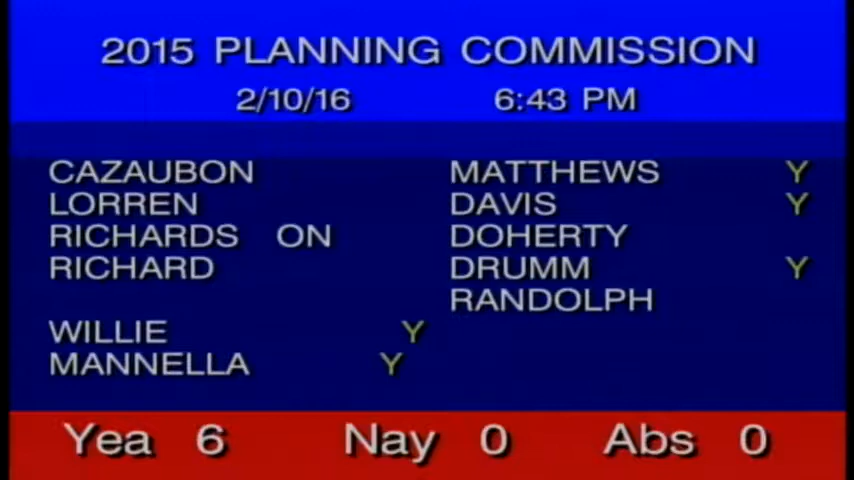 2015 PLANNING COMMISSION
2/10/16 6:43 PM
CAZAUBON MATTHEWS Y
LORREN DAVIS Y
RICHARDS ON DOHERTY
RICHARD DRUMM Y
RANDOLPH
WILLIE Y
MANNELLA Y
Yea 6 Nay 0 Abs 0